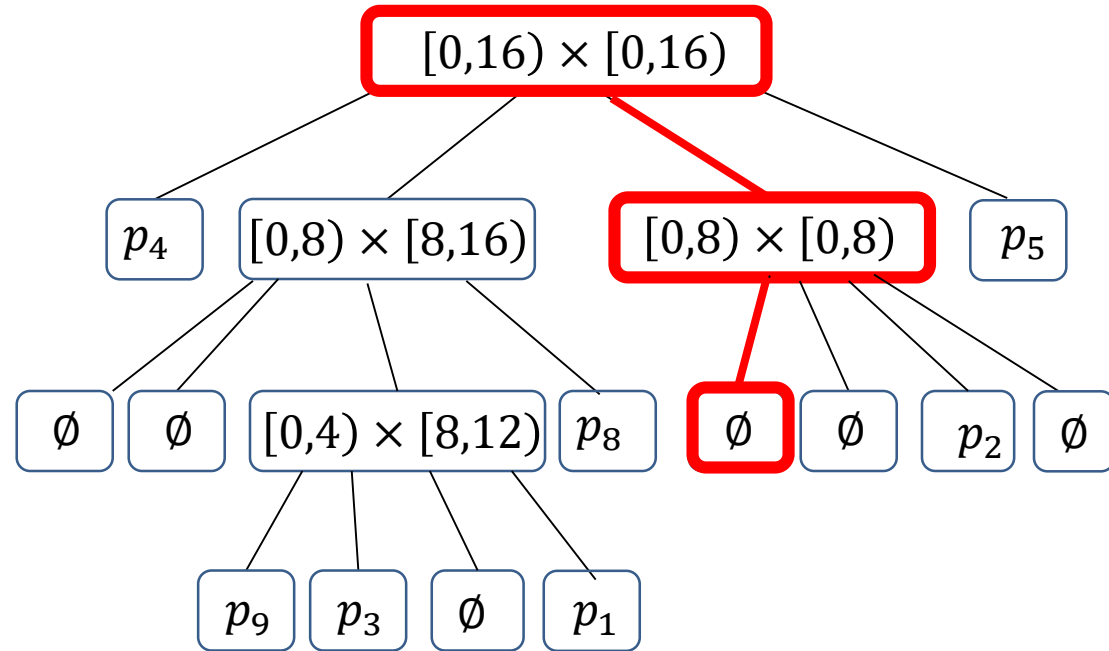 [0,16) × [0,16)
p₄ [0,8) × [8,16) [0,8) × [0,8) p₅
∅ ∅ [0,4) × [8,12) p₈ ∅ ∅ p₂ ∅
p₉ p₃ ∅ p₁